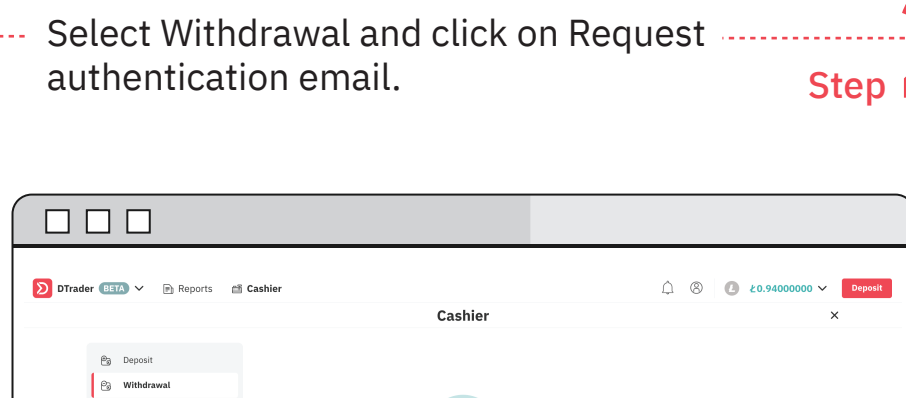 Select Withdrawal and click on Request
authentication email.
Step
DTrader BETA Reports Cashier Ł0.94000000 Deposit
Cashier
Deposit
Withdrawal